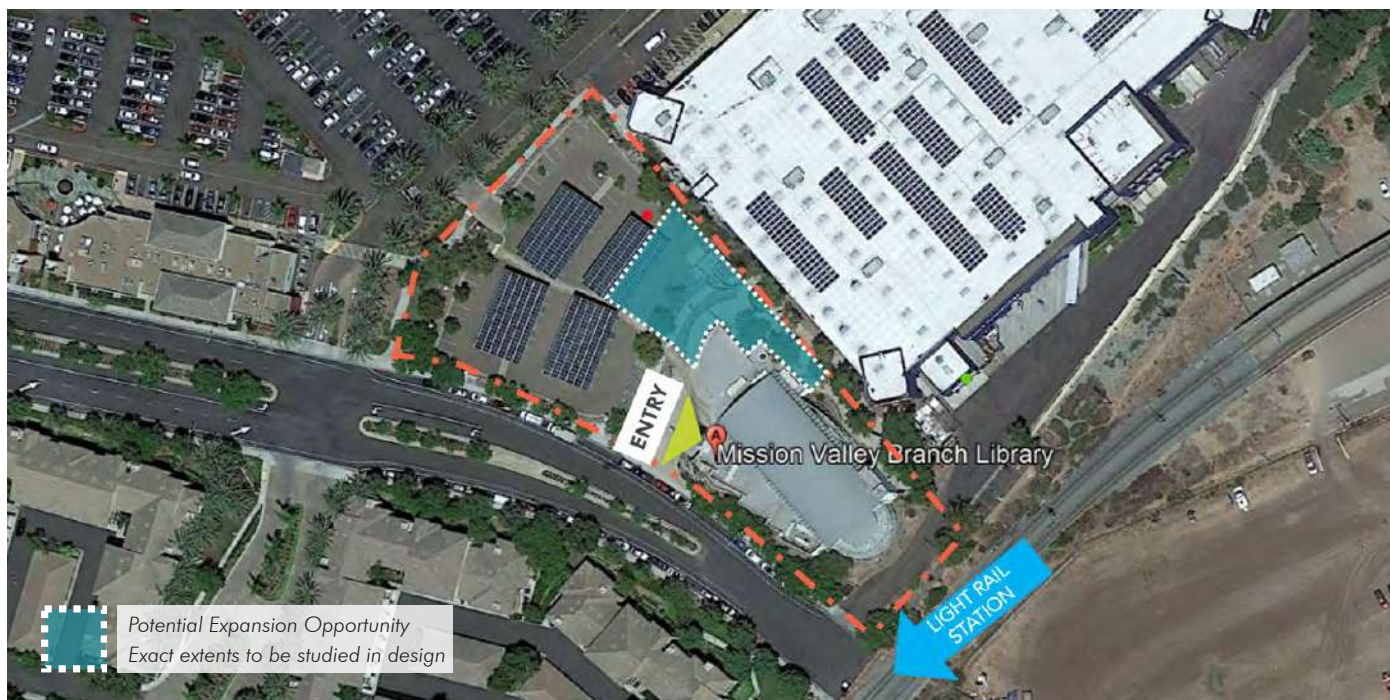 ENTRY
A
Mission Valley Branch Library
LIGHT RAIL
STATION
Potential Expansion Opportunity
Exact extents to be studied in design